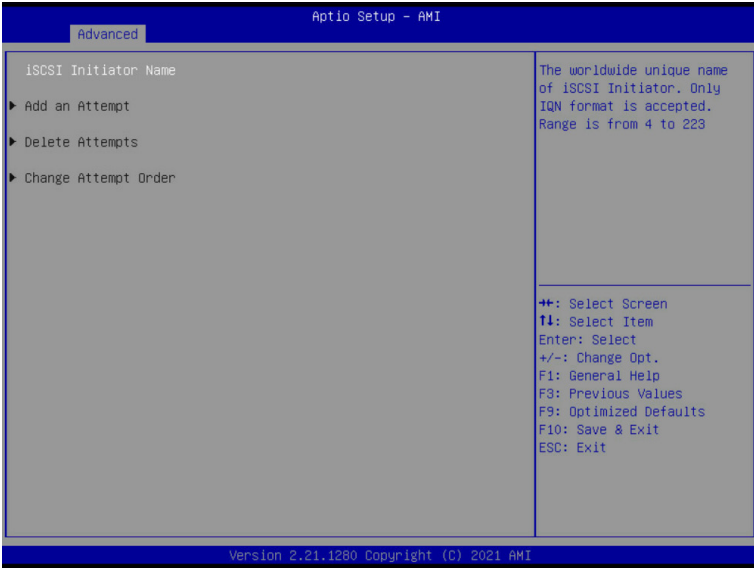 Aptio Setup – AMI
Advanced
iSCSI Initiator Name
▶ Add an Attempt
▶ Delete Attempts
▶ Change Attempt Order
The worldwide unique name
of iSCSI Initiator. Only
IQN format is accepted.
Range is from 4 to 223
→←: Select Screen
↑↓: Select Item
Enter: Select
+/-: Change Opt.
F1: General Help
F3: Previous Values
F9: Optimized Defaults
F10: Save & Exit
ESC: Exit
Version 2.21.1280 Copyright (C) 2021 AMI